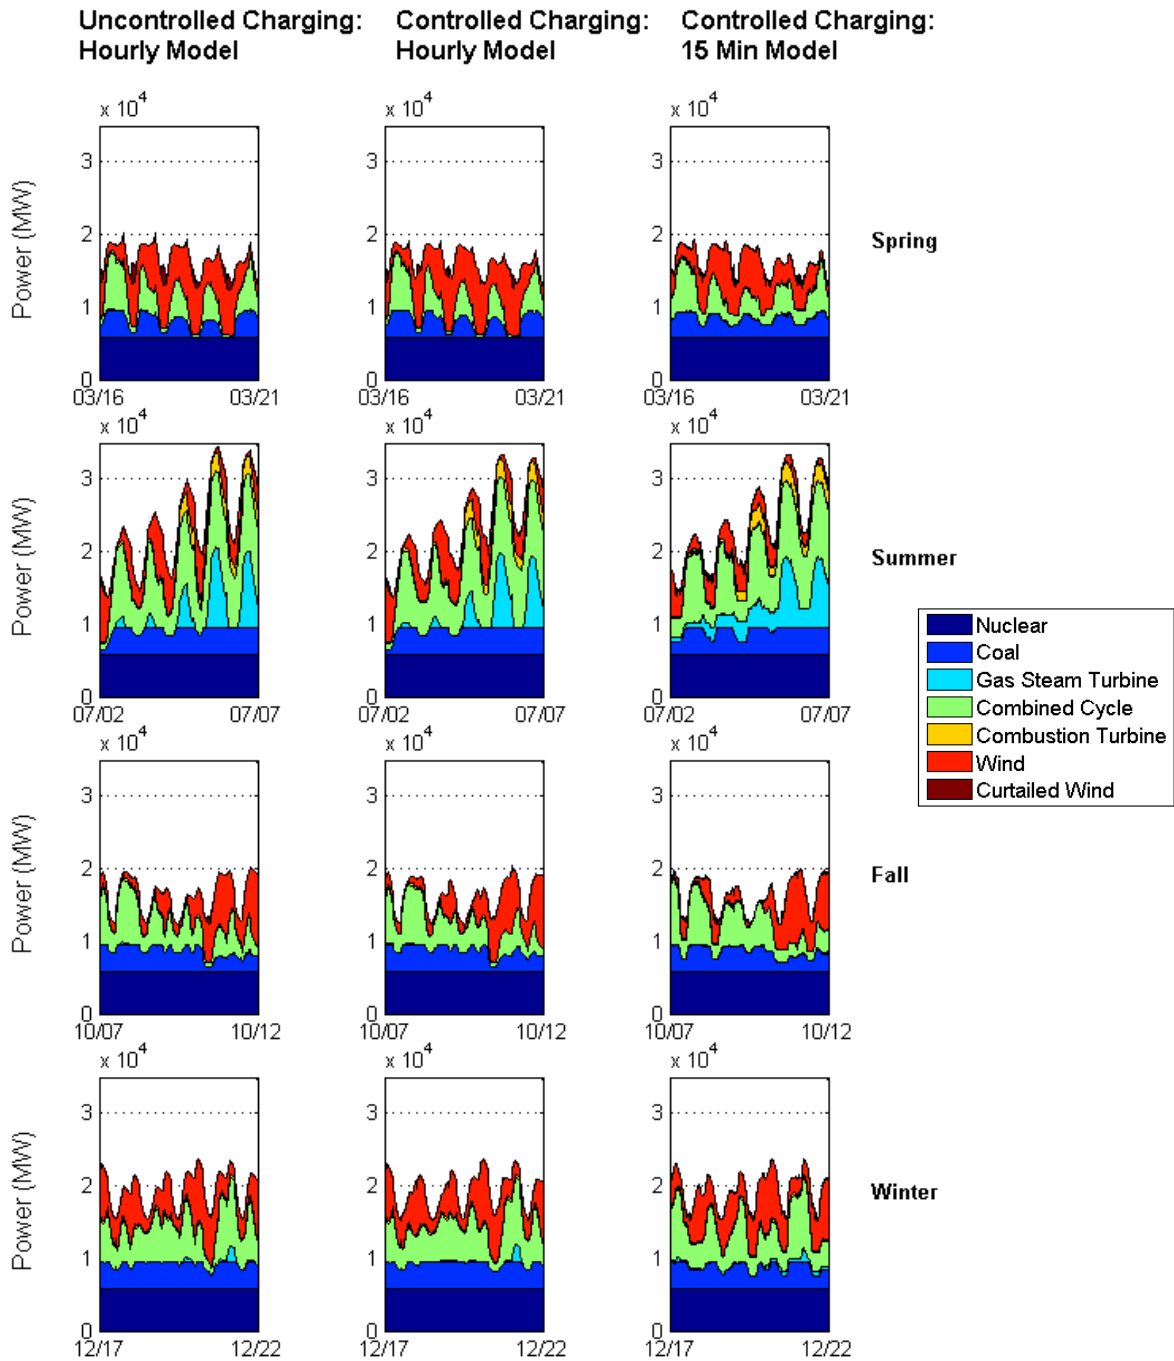 Uncontrolled Charging: Controlled Charging: Controlled Charging:
Hourly Model Hourly Model 15 Min Model
x 10^4 x 10^4 x 10^4
Power (MW)
3 3 3
2 2 2
Spring
1 1 1
0 0 0
03/16 03/21 03/16 03/21 03/16 03/21
x 10^4 x 10^4 x 10^4
Power (MW)
3 3 3
2 2 2
Summer
1 1 1
0 0 0
07/02 07/07 07/02 07/07 07/02 07/07
Nuclear
Coal
Gas Steam Turbine
Combined Cycle
Combustion Turbine
Wind
Curtailed Wind
x 10^4 x 10^4 x 10^4
Power (MW)
3 3 3
2 2 2
Fall
1 1 1
0 0 0
10/07 10/12 10/07 10/12 10/07 10/12
x 10^4 x 10^4 x 10^4
Power (MW)
3 3 3
2 2 2
Winter
1 1 1
0 0 0
12/17 12/22 12/17 12/22 12/17 12/22